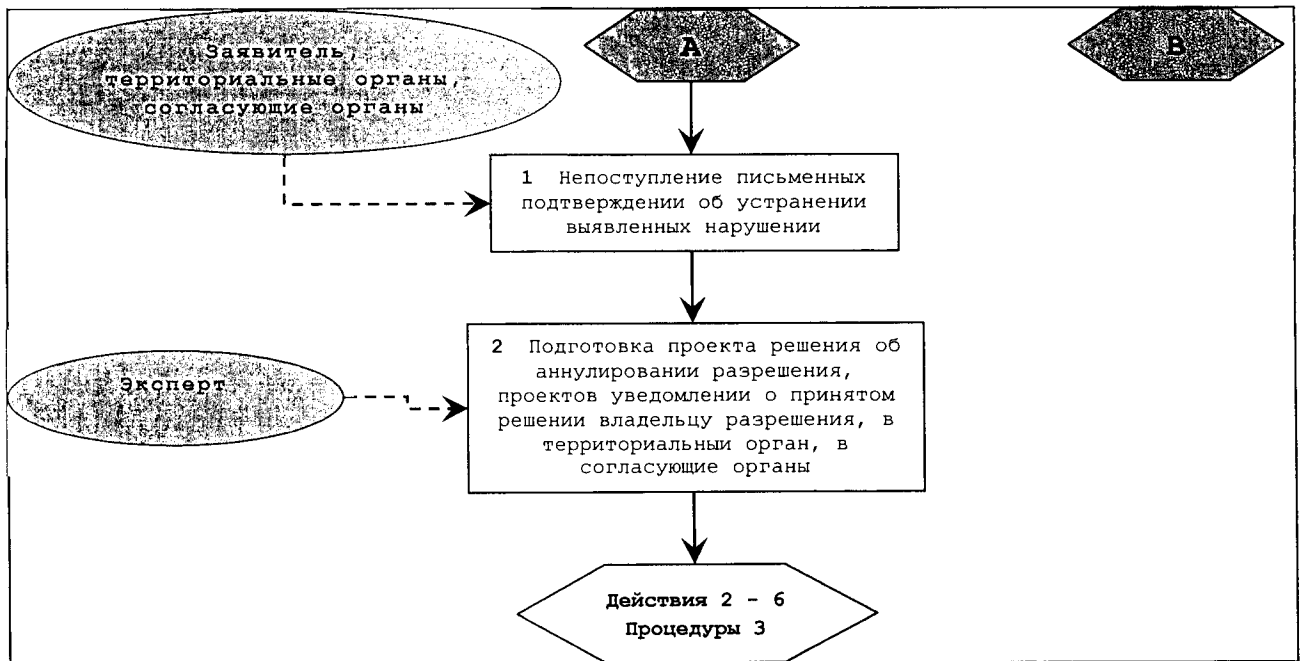 Заявитель,
территориальные органы,
согласующие органы
А
В
1 Непоступление письменных
подтверждении об устранении
выявленных нарушении
2 Подготовка проекта решения об
аннулировании разрешения,
проектов уведомлении о принятом
решении владельцу разрешения, в
территориальныи орган, в
согласующие органы
Эксперт
Действия 2 - 6
Процедуры 3